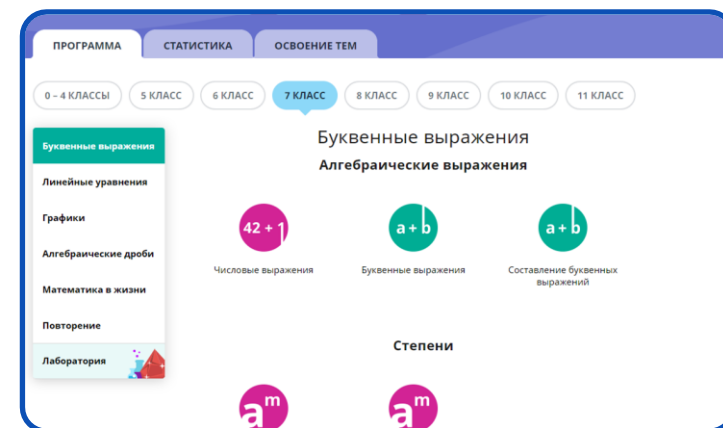 ПРОГРАММА
СТАТИСТИКА
ОСВОЕНИЕ ТЕМ
0 – 4 КЛАССЫ
5 КЛАСС
6 КЛАСС
7 КЛАСС
8 КЛАСС
9 КЛАСС
10 КЛАСС
11 КЛАСС
Буквенные выражения
Линейные уравнения
Графики
Алгебраические дроби
Математика в жизни
Повторение
Лаборатория
Буквенные выражения
Алгебраические выражения
42 + 1
Числовые выражения
a + b
Буквенные выражения
a + b
Составление буквенных
выражений
Степени
aᵐ
aᵐ